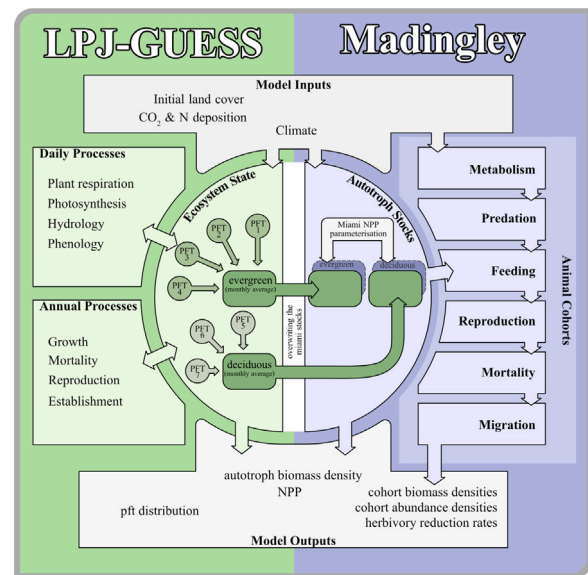 LPJ-GUESS
Madingley
Model Inputs
Initial land cover
CO2 & N deposition
Climate
Daily Processes
Plant respiration
Photosynthesis
Hydrology
Phenology
Annual Processes
Growth
Mortality
Reproduction
Establishment
Ecosystem State
PFT
1
PFT
2
PFT
3
PFT
4
evergreen
(monthly average)
PFT
5
PFT
6
PFT
7
deciduous
(monthly average)
overwriting the
miami stocks
Autotroph Stocks
Miami NPP
parameterisation
evergreen
deciduous
Metabolism
Predation
Feeding
Reproduction
Mortality
Migration
Animal Cohorts
autotroph biomass density
NPP
pft distribution
cohort biomass densities
cohort abundance densities
herbivory reduction rates
Model Outputs